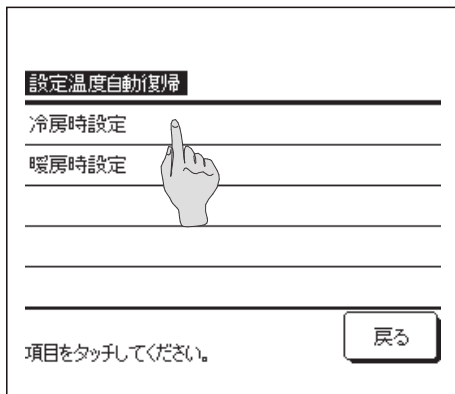 設定温度自動復帰
冷房時設定
暖房時設定
項目をタッチしてください。
戻る